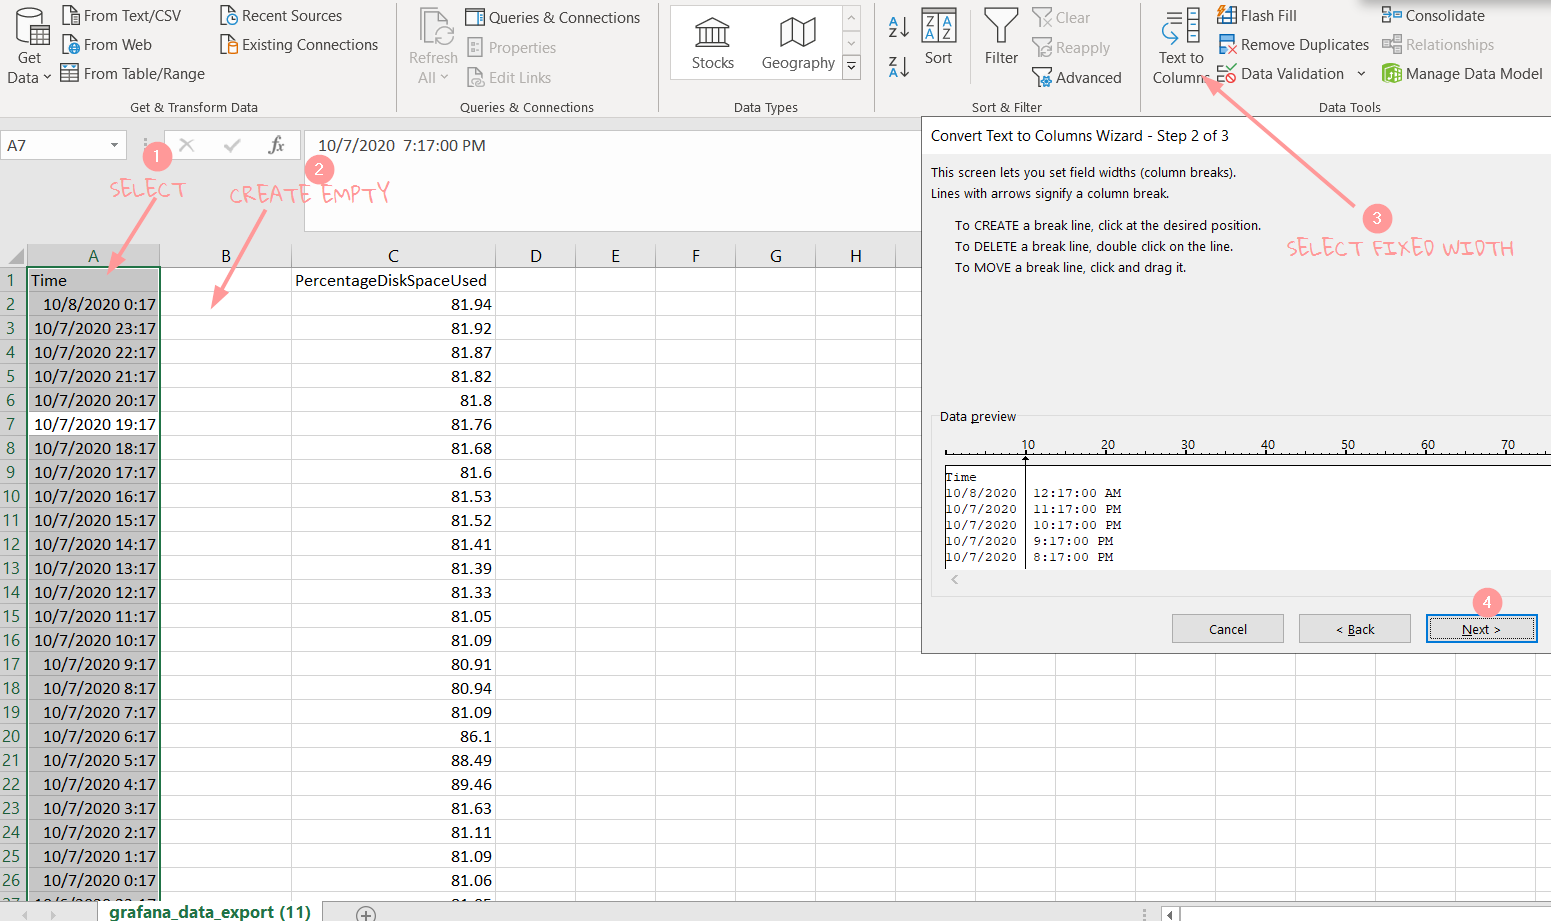 From Text/CSV
From Web
From Table/Range
Get
Data
Recent Sources
Existing Connections
Get & Transform Data
Refresh
All
Queries & Connections
Properties
Edit Links
Queries & Connections
Stocks
Geography
Data Types
A
Z
Z
A
Z A
A Z
Sort
Filter
Clear
Reapply
Advanced
Sort & Filter
Text to
Columns
Flash Fill
Remove Duplicates
Data Validation
Consolidate
Relationships
Manage Data Model
Data Tools
A7
fx
10/7/2020  7:17:00 PM
1
SELECT
2
CREATE EMPTY
3
SELECT FIXED WIDTH
4
Convert Text to Columns Wizard - Step 2 of 3
This screen lets you set field widths (column breaks).
Lines with arrows signify a column break.
To CREATE a break line, click at the desired position.
To DELETE a break line, double click on the line.
To MOVE a break line, click and drag it.
Data preview
10 20 30 40 50 60 70
Time
10/8/2020 12:17:00 AM
10/7/2020 11:17:00 PM
10/7/2020 10:17:00 PM
10/7/2020 9:17:00 PM
10/7/2020 8:17:00 PM
<
Cancel
< Back
Next >
A B C D E F G H
1 Time PercentageDiskSpaceUsed
2 10/8/2020 0:17 81.94
3 10/7/2020 23:17 81.92
4 10/7/2020 22:17 81.87
5 10/7/2020 21:17 81.82
6 10/7/2020 20:17 81.8
7 10/7/2020 19:17 81.76
8 10/7/2020 18:17 81.68
9 10/7/2020 17:17 81.6
10 10/7/2020 16:17 81.53
11 10/7/2020 15:17 81.52
12 10/7/2020 14:17 81.41
13 10/7/2020 13:17 81.39
14 10/7/2020 12:17 81.33
15 10/7/2020 11:17 81.05
16 10/7/2020 10:17 81.09
17 10/7/2020 9:17 80.91
18 10/7/2020 8:17 80.94
19 10/7/2020 7:17 81.09
20 10/7/2020 6:17 86.1
21 10/7/2020 5:17 88.49
22 10/7/2020 4:17 89.46
23 10/7/2020 3:17 81.63
24 10/7/2020 2:17 81.11
25 10/7/2020 1:17 81.09
26 10/7/2020 0:17 81.06
grafana_data_export (11)